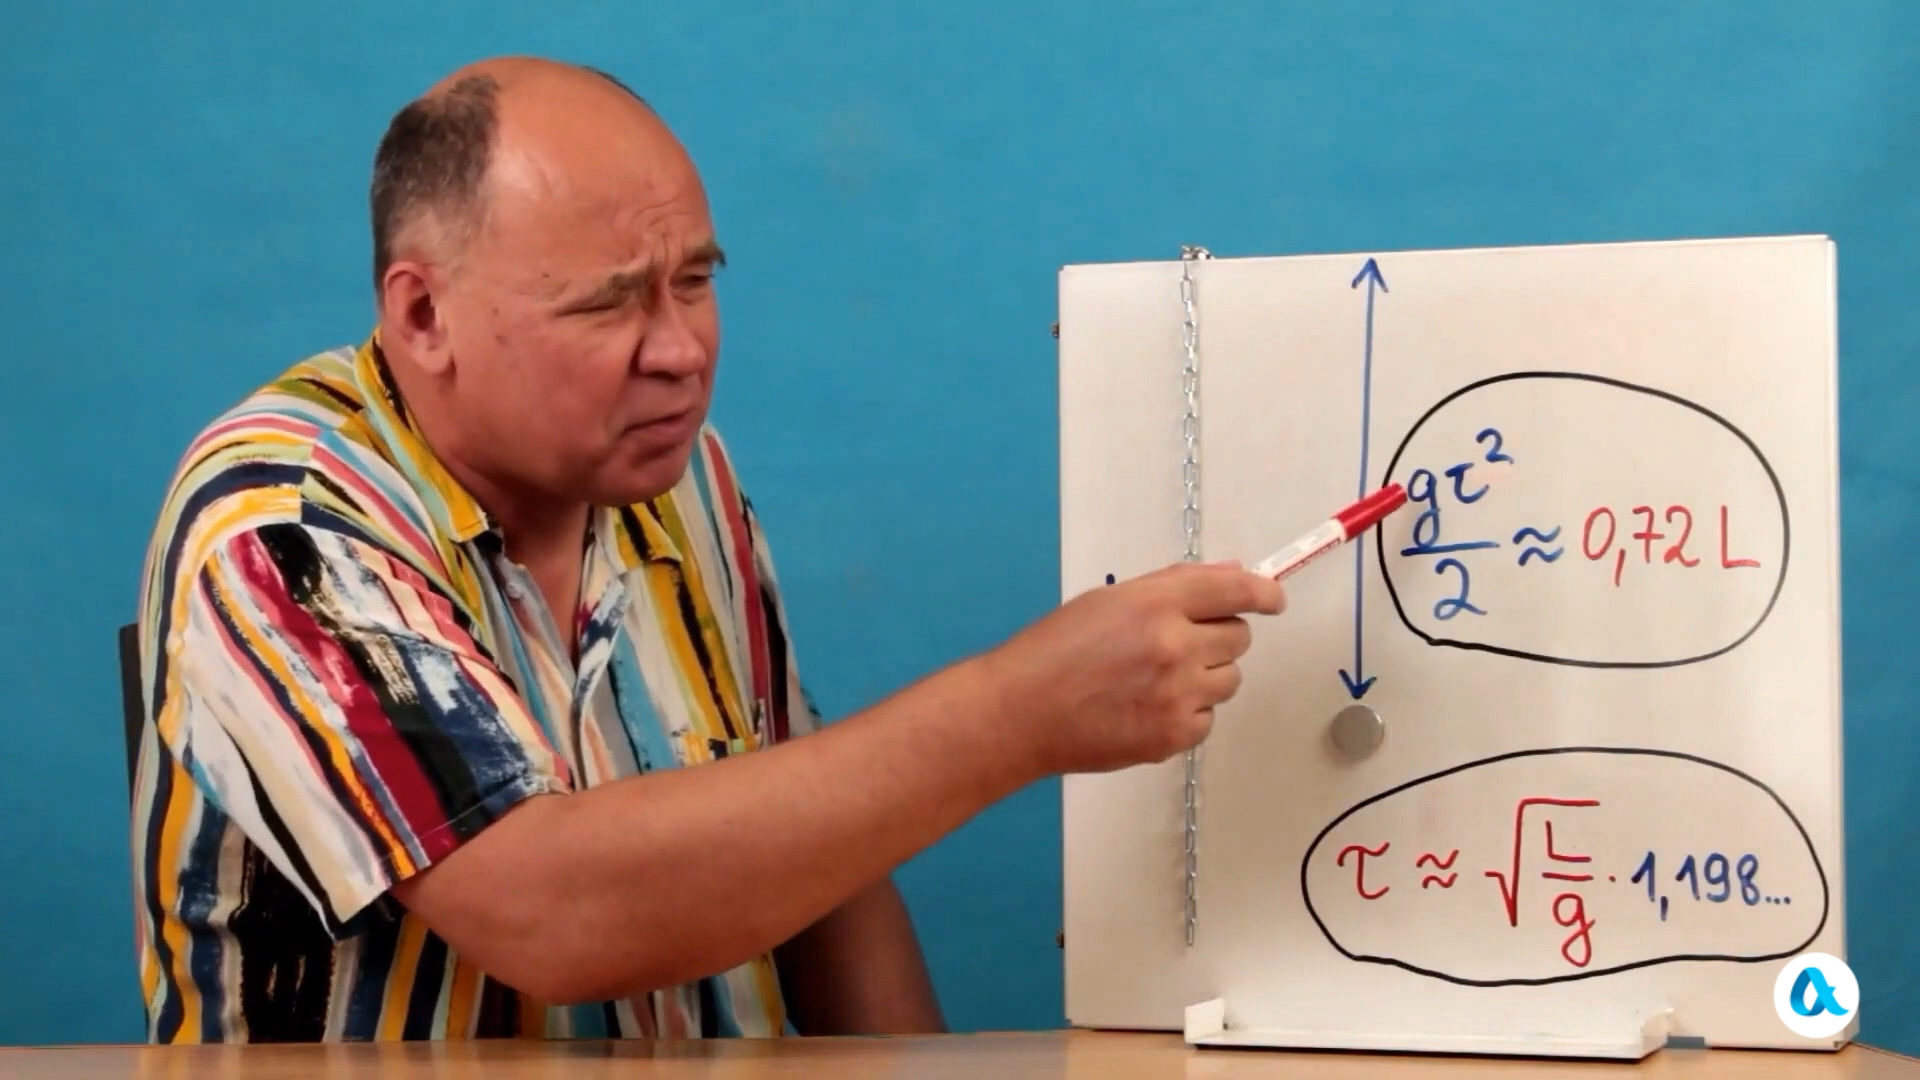 gτ²/2 ≈ 0,72 L
τ ≈ √(L/g) · 1,198...